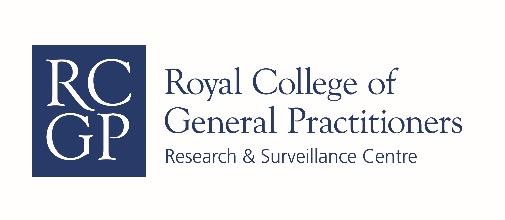 RC
GP
Royal College of
General Practitioners
Research & Surveillance Centre